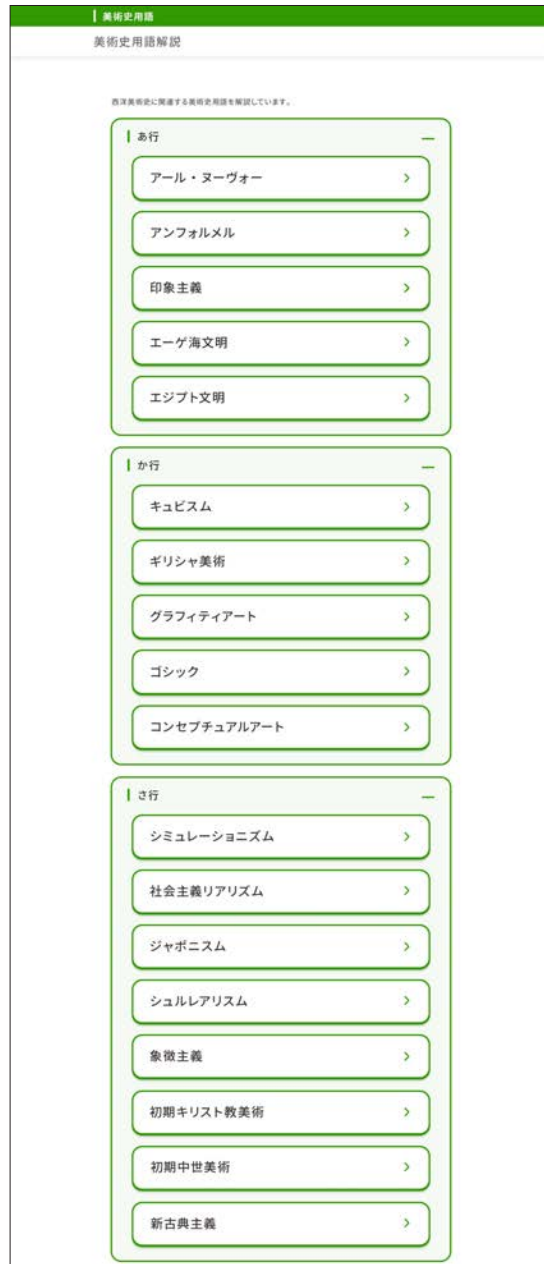 美術史用語
美術史用語解説
西洋美術史に関連する美術史用語を解説しています。
あ行
アール・ヌーヴォー
アンフォルメル
印象主義
エーゲ海文明
エジプト文明
か行
キュビスム
ギリシャ美術
グラフィティアート
ゴシック
コンセプチュアルアート
さ行
シミュレーショニズム
社会主義リアリズム
ジャポニスム
シュルレアリスム
象徴主義
初期キリスト教美術
初期中世美術
新古典主義